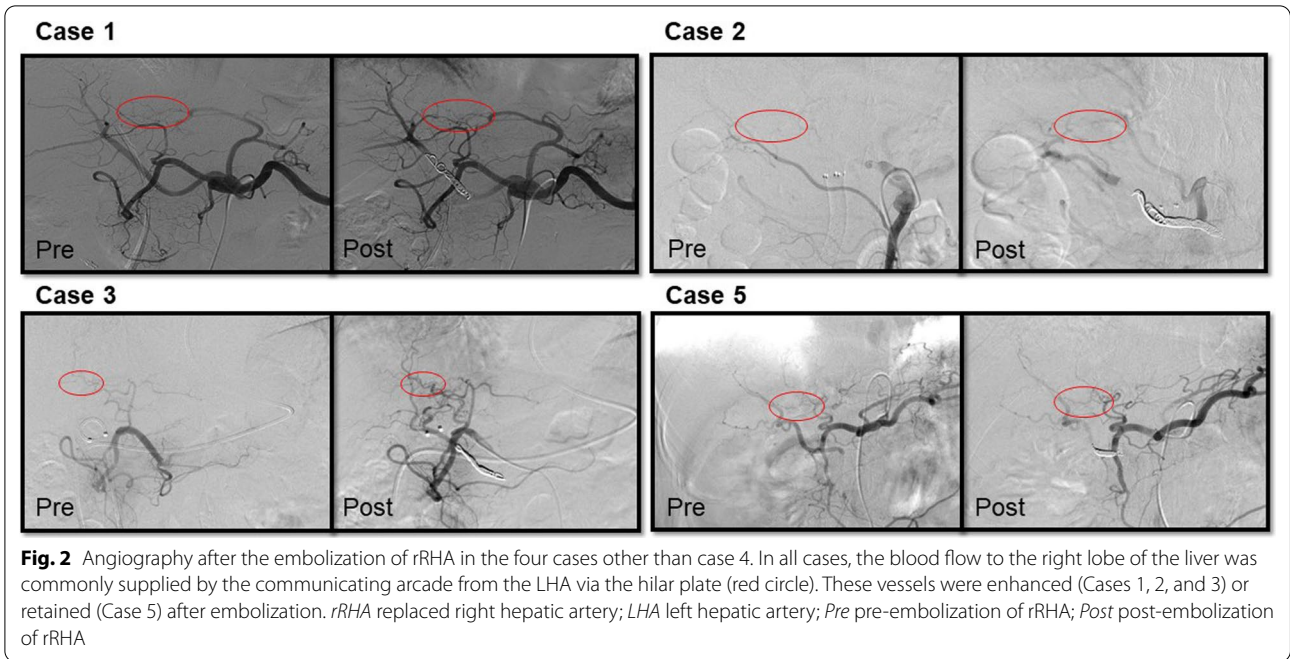 Case 1
Case 2
Pre
Post
Pre
Post
Case 3
Case 5
Pre
Post
Pre
Post
Fig. 2 Angiography after the embolization of rRHA in the four cases other than case 4. In all cases, the blood flow to the right lobe of the liver was
commonly supplied by the communicating arcade from the LHA via the hilar plate (red circle). These vessels were enhanced (Cases 1, 2, and 3) or
retained (Case 5) after embolization. rRHA replaced right hepatic artery; LHA left hepatic artery; Pre pre-embolization of rRHA; Post post-embolization
of rRHA